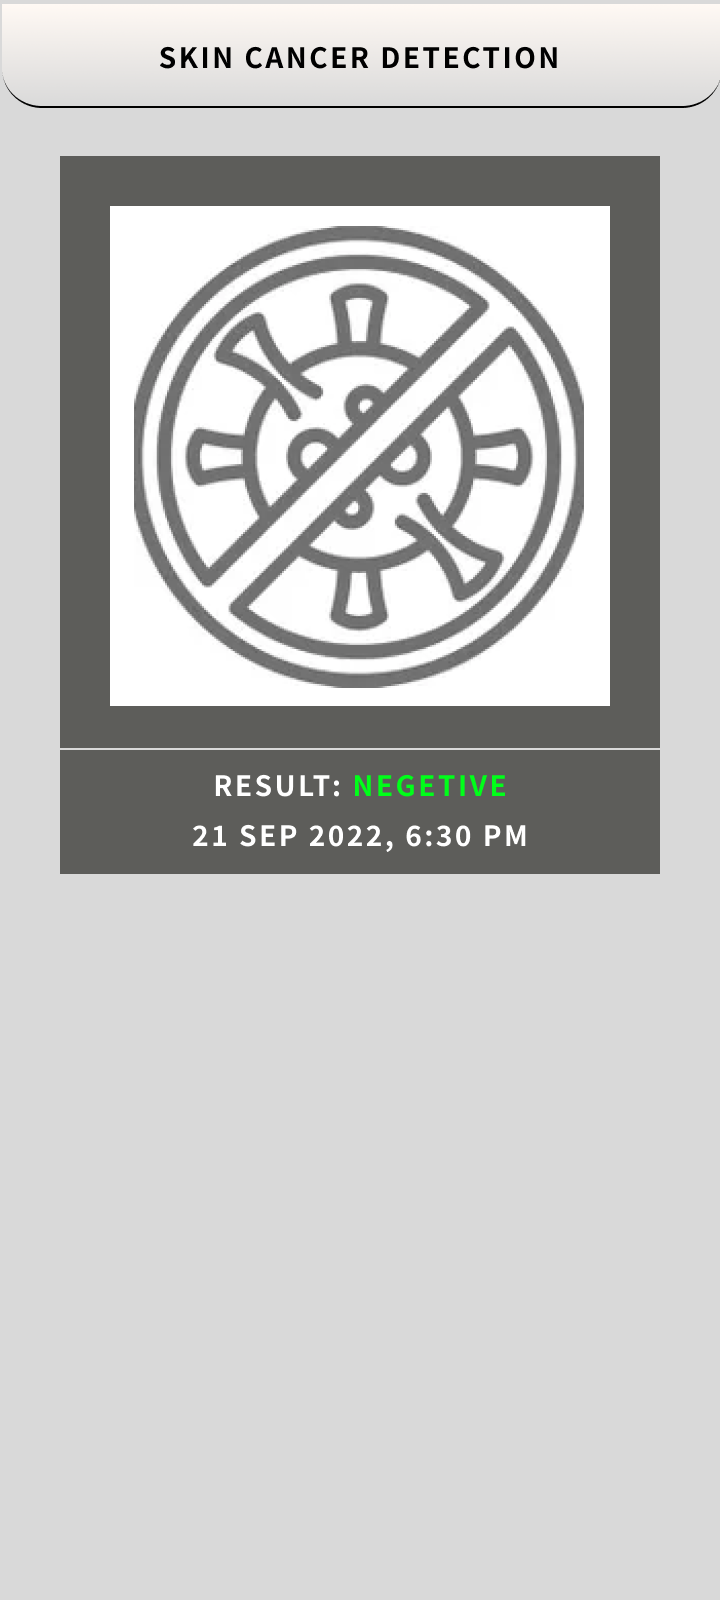 SKIN CANCER DETECTION
RESULT: NEGETIVE
21 SEP 2022, 6:30 PM